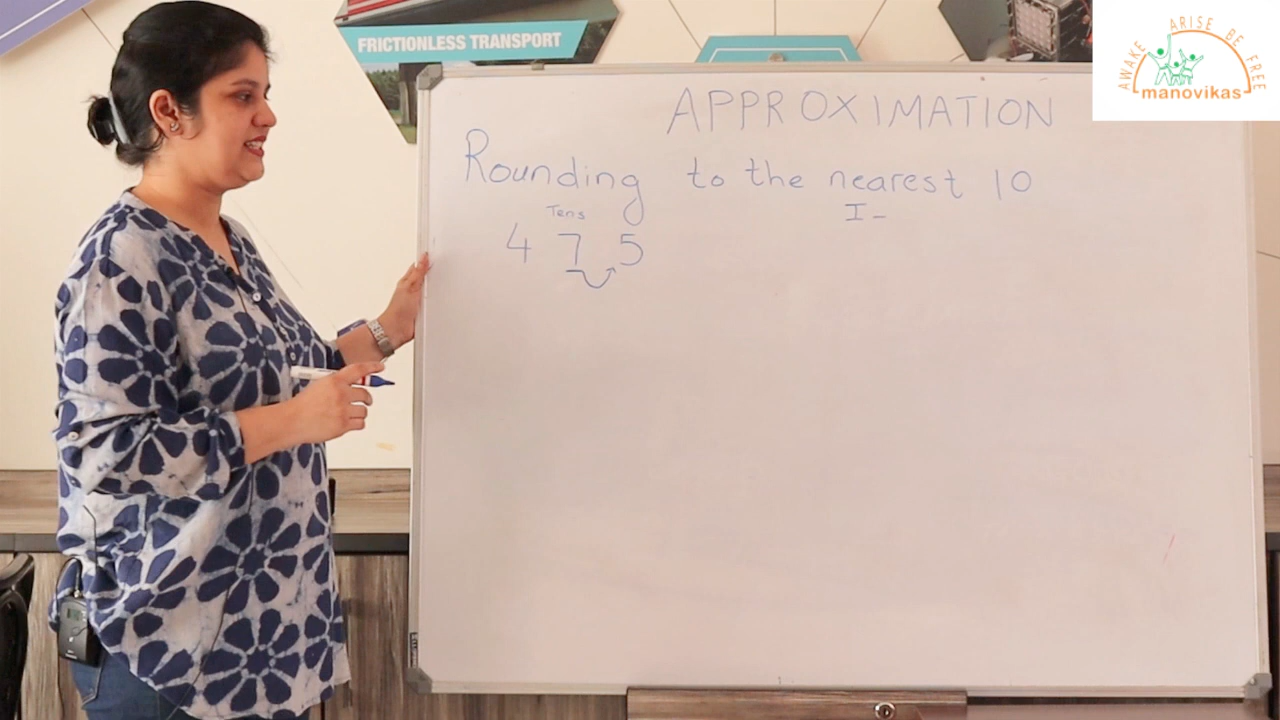 FRICTIONLESS TRANSPORT
AWAKE ARISE BE FREE
manovikas
APPROXIMATION
Rounding to the nearest 10
Tens I -
4 7 5